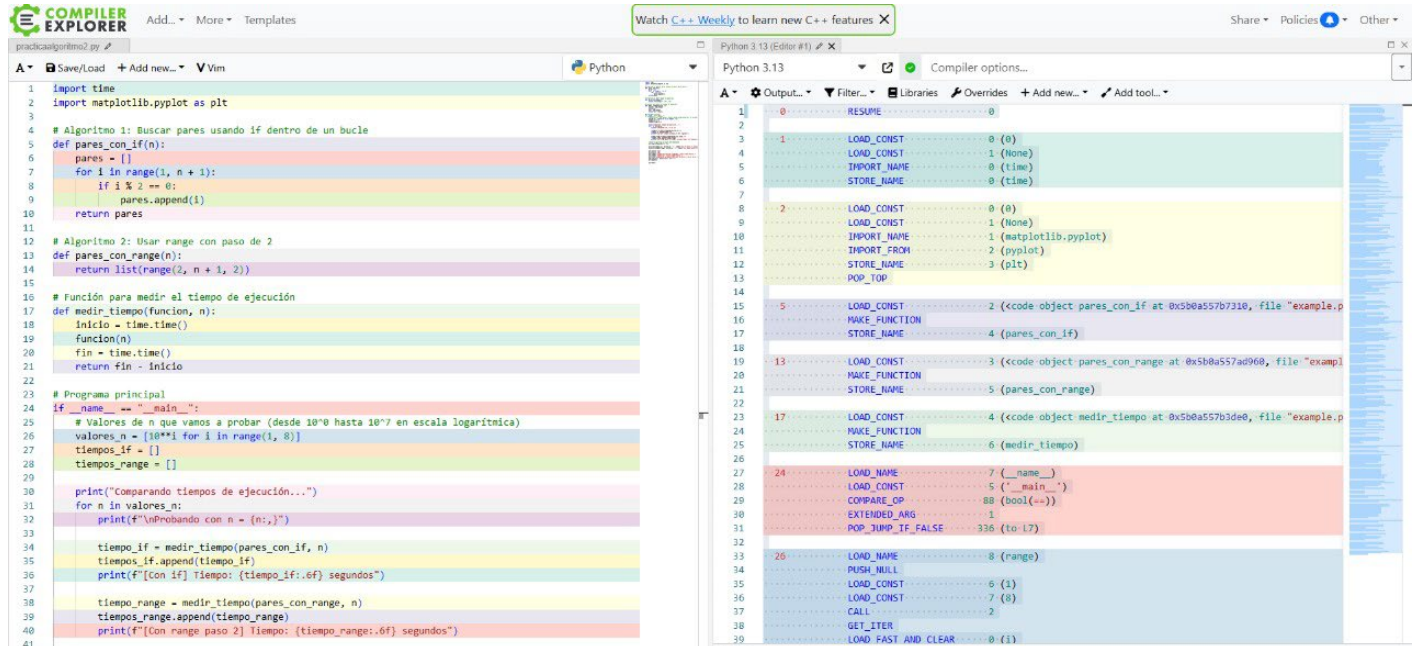 COMPILER
EXPLORER
Add... More Templates
Watch C++ Weekly to learn new C++ features
Share Policies Other
practicaalgoritmo2.py
A Save/Load + Add new... Vim
Python
1 import time
2 import matplotlib.pyplot as plt
3
4 # Algoritmo 1: Buscar pares usando if dentro de un bucle
5 def pares_con_if(n):
6 pares = []
7 for i in range(1, n + 1):
8 if i % 2 == 0:
9 pares.append(i)
10 return pares
11
12 # Algoritmo 2: Usar range con paso de 2
13 def pares_con_range(n):
14 return list(range(2, n + 1, 2))
15
16 # Función para medir el tiempo de ejecución
17 def medir_tiempo(funcion, n):
18 inicio = time.time()
19 funcion(n)
20 fin = time.time()
21 return fin - inicio
22
23 # Programa principal
24 if __name__ == "__main__":
25 # Valores de n que vamos a probar (desde 10^0 hasta 10^7 en escala logarítmica)
26 valores_n = [10**i for i in range(1, 8)]
27 tiempos_if = []
28 tiempos_range = []
29
30 print("Comparando tiempos de ejecución...")
31 for n in valores_n:
32 print(f"\nProbando con n = {n:,}")
33
34 tiempo_if = medir_tiempo(pares_con_if, n)
35 tiempos_if.append(tiempo_if)
36 print(f"[Con if] Tiempo: {tiempo_if:.6f} segundos")
37
38 tiempo_range = medir_tiempo(pares_con_range, n)
39 tiempos_range.append(tiempo_range)
40 print(f"[Con range paso 2] Tiempo: {tiempo_range:.6f} segundos")
41
Python 3.13 (Editor #1)
Python 3.13
Compiler options...
A Output... Filter... Libraries Overrides + Add new... Add tool...
1 0 RESUME 0
2
3 1 LOAD_CONST 0 (0)
4 LOAD_CONST 1 (None)
5 IMPORT_NAME 0 (time)
6 STORE_NAME 0 (time)
7
8 2 LOAD_CONST 0 (0)
9 LOAD_CONST 1 (None)
10 IMPORT_NAME 1 (matplotlib.pyplot)
11 IMPORT_FROM 2 (pyplot)
12 STORE_NAME 3 (plt)
13 POP_TOP
14
15 5 LOAD_CONST 2 (<code object pares_con_if at 0x5b0a557b7310, file "example.p
16 MAKE_FUNCTION
17 STORE_NAME 4 (pares_con_if)
18
19 13 LOAD_CONST 3 (<code object pares_con_range at 0x5b0a557ad960, file "exampl
20 MAKE_FUNCTION
21 STORE_NAME 5 (pares_con_range)
22
23 17 LOAD_CONST 4 (<code object medir_tiempo at 0x5b0a557b3de0, file "example.p
24 MAKE_FUNCTION
25 STORE_NAME 6 (medir_tiempo)
26
27 24 LOAD_NAME 7 (__name__)
28 LOAD_CONST 5 ('__main__')
29 COMPARE_OP 88 (bool(==))
30 EXTENDED_ARG 1
31 POP_JUMP_IF_FALSE 336 (to L7)
32
33 26 LOAD_NAME 8 (range)
34 PUSH_NULL
35 LOAD_CONST 6 (1)
36 LOAD_CONST 7 (8)
37 CALL 2
38 GET_ITER
39 LOAD_FAST_AND_CLEAR 0 (i)